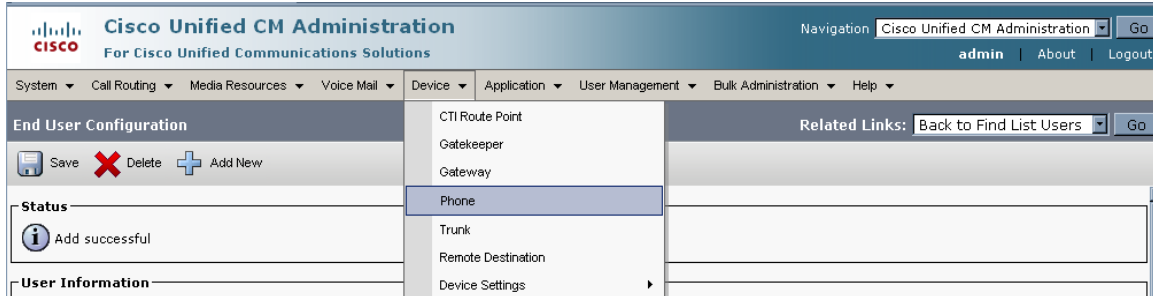 Cisco Unified CM Administration
Navigation Cisco Unified CM Administration Go
CISCO
For Cisco Unified Communications Solutions
admin | About | Logout
System Call Routing Media Resources Voice Mail Device Application User Management Bulk Administration Help
End User Configuration
Related Links: Back to Find List Users Go
Save Delete Add New
CTI Route Point
Gatekeeper
Gateway
Phone
Trunk
Remote Destination
Device Settings
Status
i Add successful
User Information